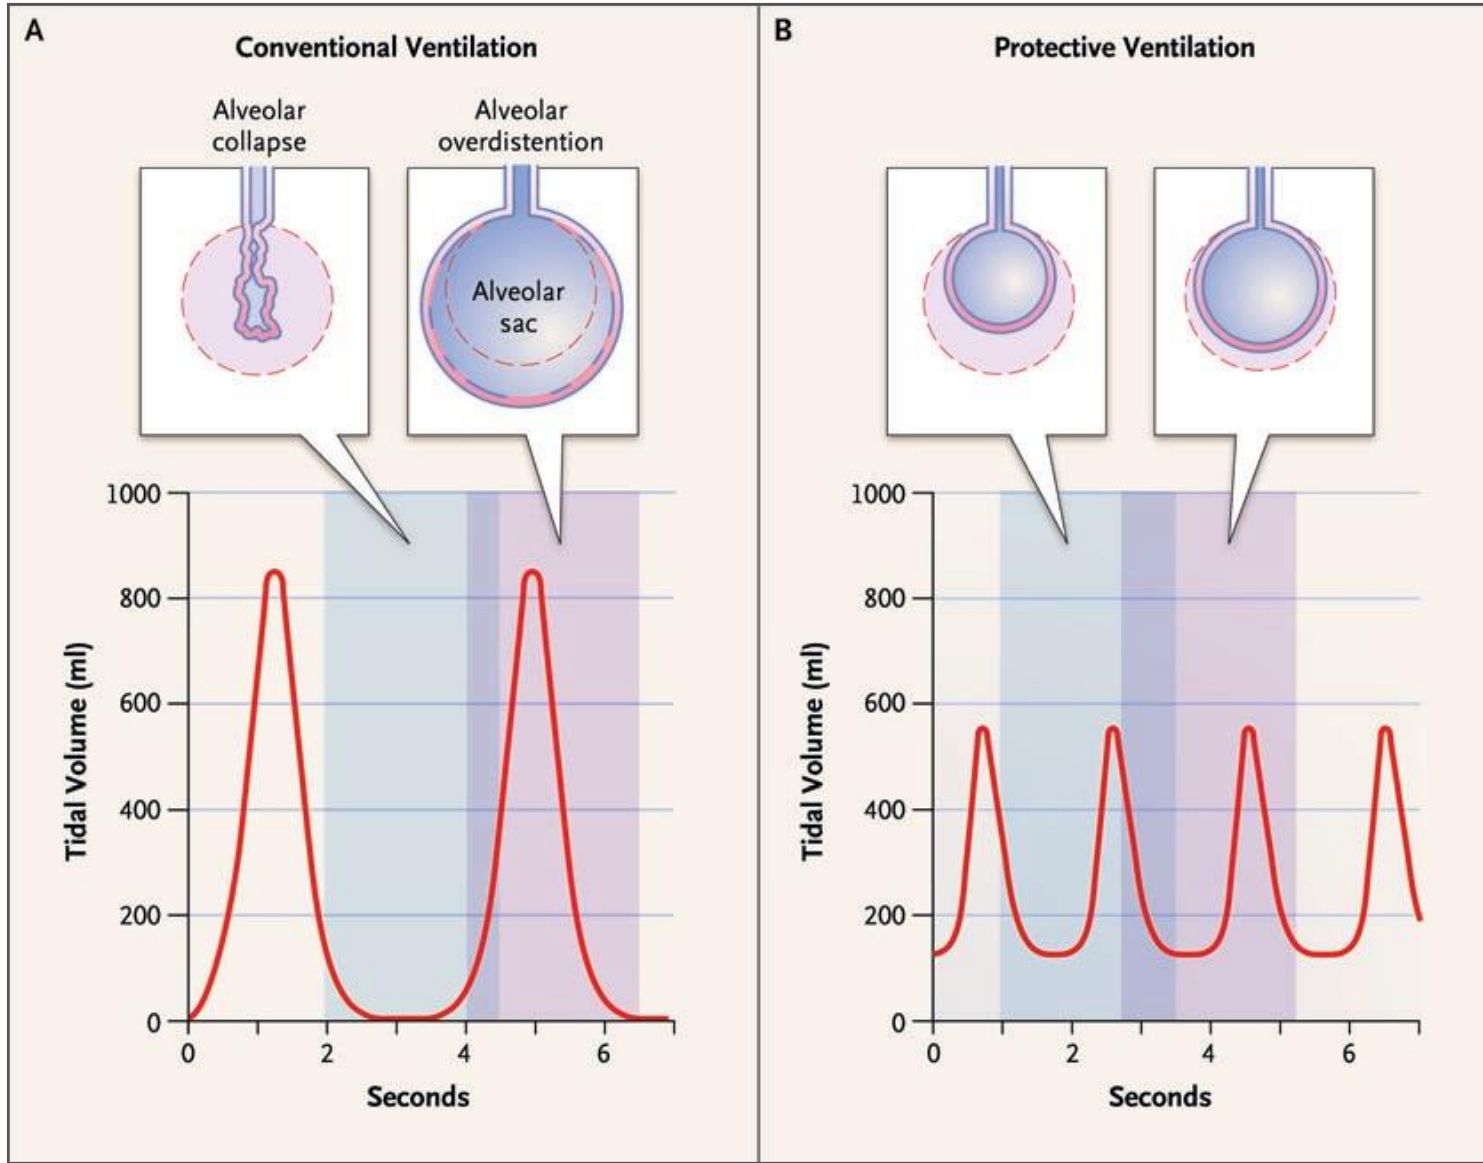 A
Conventional Ventilation
Alveolar
collapse
Alveolar
overdistention
Alveolar
sac
1000
800
600
400
200
0
Tidal Volume (ml)
0 2 4 6
Seconds
B
Protective Ventilation
1000
800
600
400
200
0
Tidal Volume (ml)
0 2 4 6
Seconds